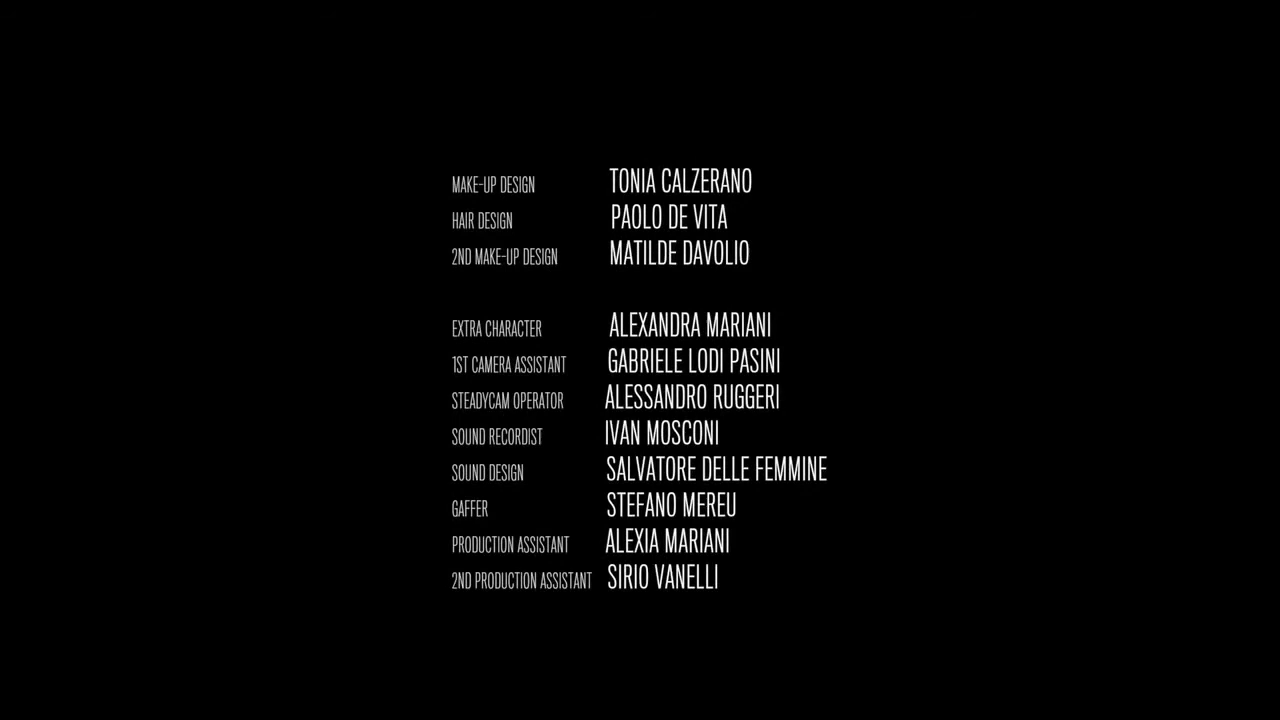 MAKE-UP DESIGN TONIA CALZERANO
HAIR DESIGN PAOLO DE VITA
2ND MAKE-UP DESIGN MATILDE DAVOLIO
EXTRA CHARACTER ALEXANDRA MARIANI
1ST CAMERA ASSISTANT GABRIELE LODI PASINI
STEADYCAM OPERATOR ALESSANDRO RUGGERI
SOUND RECORDIST IVAN MOSCONI
SOUND DESIGN SALVATORE DELLE FEMMINE
GAFFER STEFANO MEREU
PRODUCTION ASSISTANT ALEXIA MARIANI
2ND PRODUCTION ASSISTANT SIRIO VANELLI